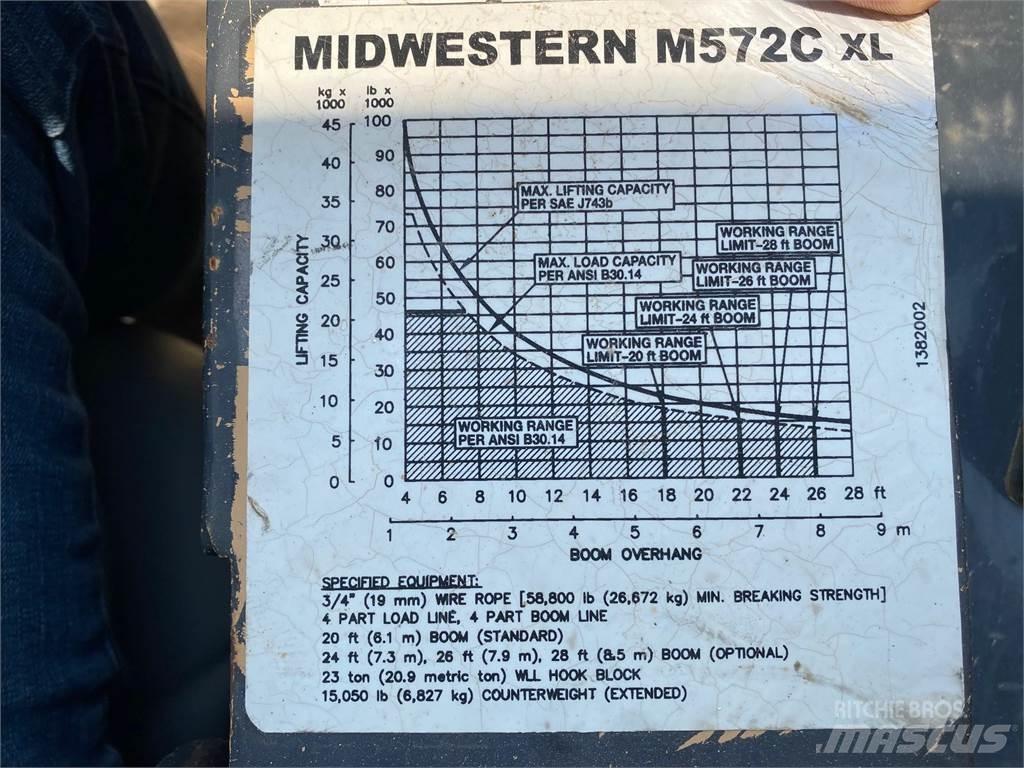 MIDWESTERN M572C XL
kg x 1000
lb x 1000
45
40
35
30
25
20
15
10
5
0
100
90
80
70
60
50
40
30
20
10
0
LIFTING CAPACITY
MAX. LIFTING CAPACITY
PER SAE J743b
MAX. LOAD CAPACITY
PER ANSI B30.14
WORKING RANGE
LIMIT-28 ft BOOM
WORKING RANGE
LIMIT-26 ft BOOM
WORKING RANGE
LIMIT-24 ft BOOM
WORKING RANGE
LIMIT-20 ft BOOM
WORKING RANGE
PER ANSI B30.14
1382002
4 6 8 10 12 14 16 18 20 22 24 26 28 ft
1 2 3 4 5 6 7 8 9 m
BOOM OVERHANG
SPECIFIED EQUIPMENT:
3/4" (19 mm) WIRE ROPE [58,800 lb (26,672 kg) MIN. BREAKING STRENGTH]
4 PART LOAD LINE, 4 PART BOOM LINE
20 ft (6.1 m) BOOM (STANDARD)
24 ft (7.3 m), 26 ft (7.9 m), 28 ft (8.5 m) BOOM (OPTIONAL)
23 ton (20.9 metric ton) WLL HOOK BLOCK
15,050 lb (6,827 kg) COUNTERWEIGHT (EXTENDED)
RITCHIE BROS
MASCUS